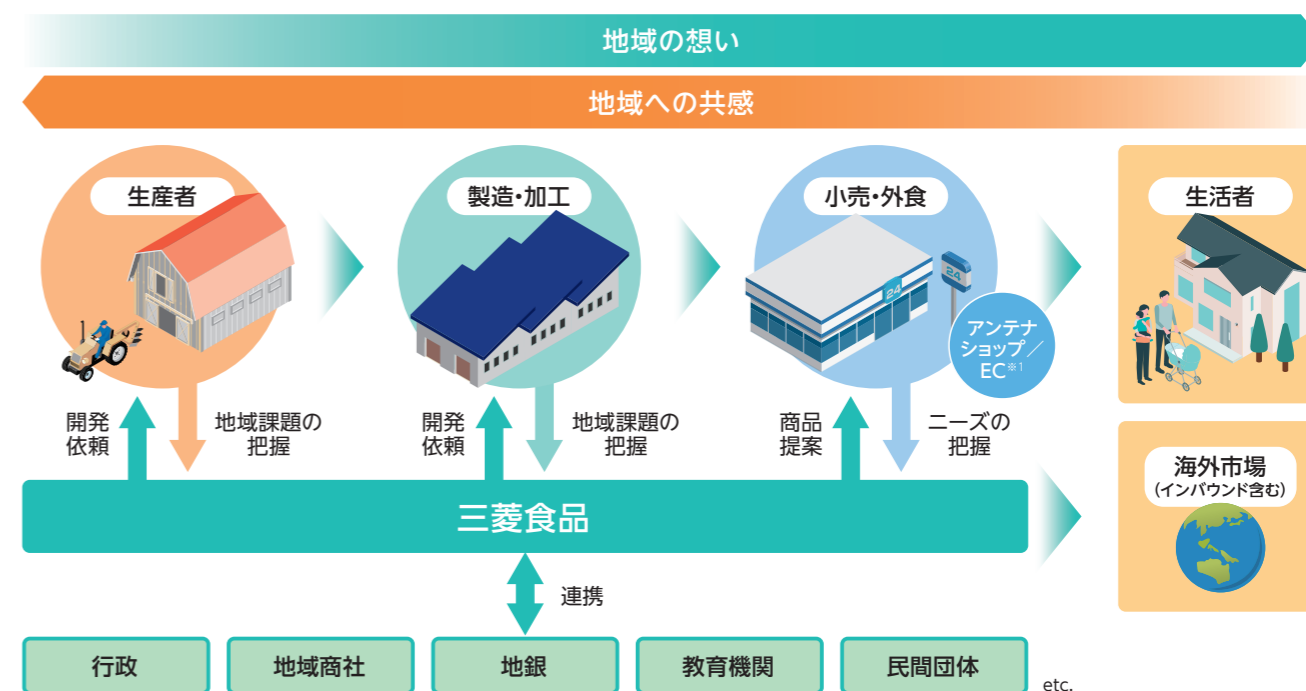 地域の想い
地域への共感
生産者
製造・加工
小売・外食
生活者
24
24
アンテナ
ショップ／
EC※1
開発
依頼
地域課題の
把握
開発
依頼
地域課題の
把握
商品
提案
ニーズの
把握
海外市場
(インバウンド含む)
三菱食品
連携
行政
地域商社
地銀
教育機関
民間団体
etc.